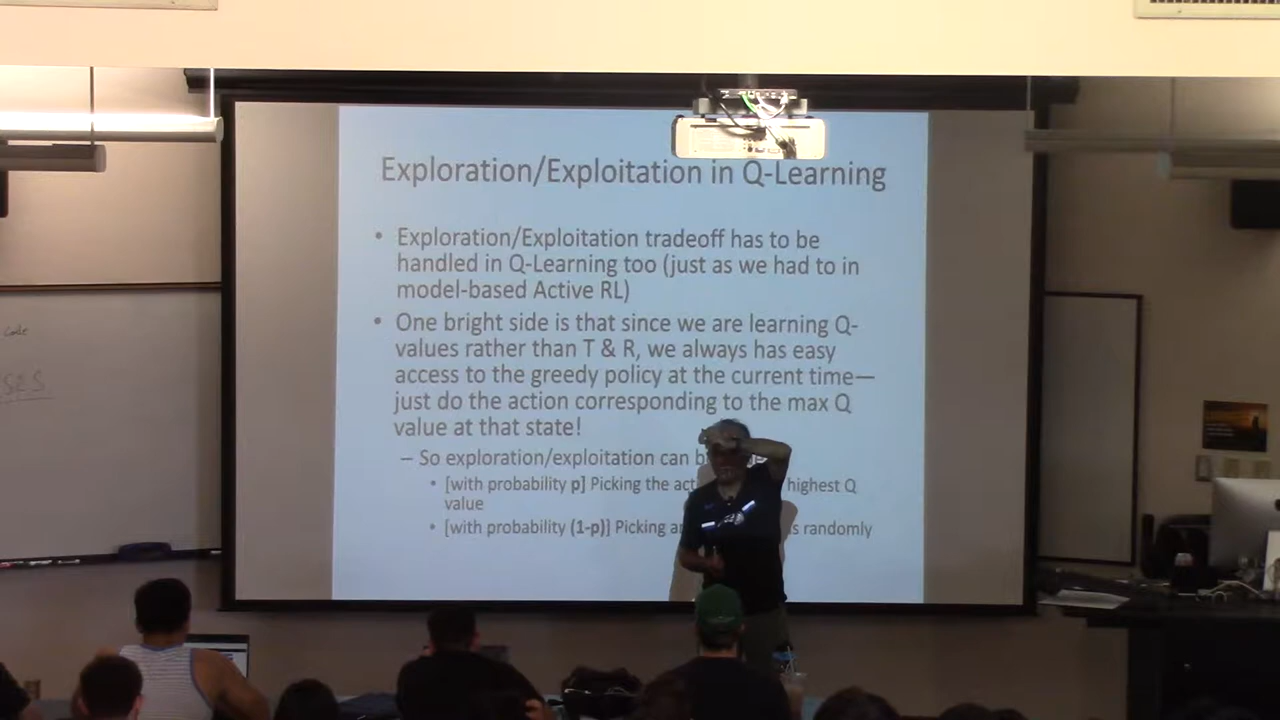 Exploration/Exploitation in Q-Learning
• Exploration/Exploitation tradeoff has to be
handled in Q-Learning too (just as we had to in
model-based Active RL)
• One bright side is that since we are learning Q-
values rather than T & R, we always has easy
access to the greedy policy at the current time—
just do the action corresponding to the max Q
value at that state!
– So exploration/exploitation can
• [with probability p] Picking the highest Q
value
• [with probability (1-p)] Picking randomly